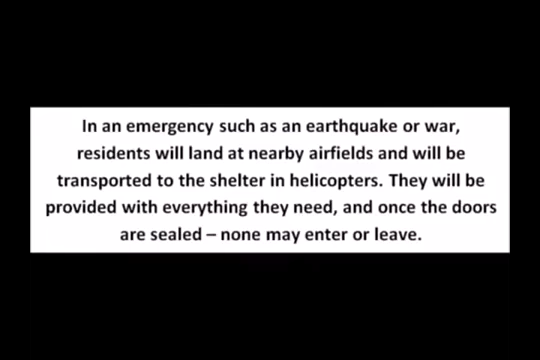 In an emergency such as an earthquake or war,
residents will land at nearby airfields and will be
transported to the shelter in helicopters. They will be
provided with everything they need, and once the doors
are sealed – none may enter or leave.